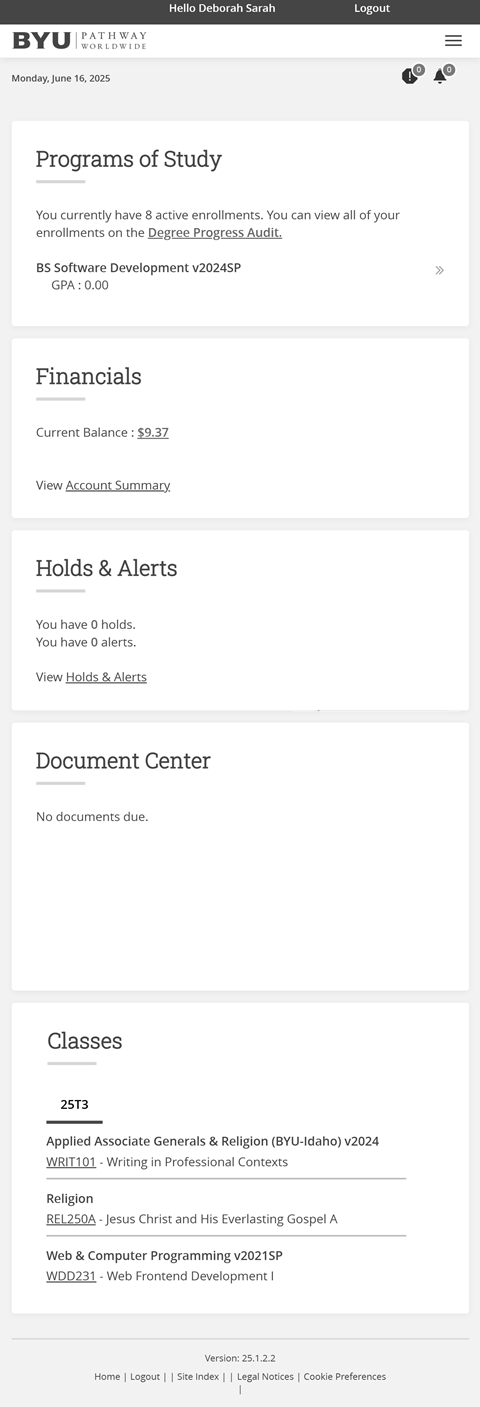 Hello Deborah Sarah Logout
BYU PATHWAY
WORLDWIDE
Monday, June 16, 2025
0 0
Programs of Study
You currently have 8 active enrollments. You can view all of your
enrollments on the Degree Progress Audit.
BS Software Development v2024SP
GPA : 0.00
Financials
Current Balance : $9.37
View Account Summary
Holds & Alerts
You have 0 holds.
You have 0 alerts.
View Holds & Alerts
Document Center
No documents due.
Classes
25T3
Applied Associate Generals & Religion (BYU-Idaho) v2024
WRIT101 - Writing in Professional Contexts
Religion
REL250A - Jesus Christ and His Everlasting Gospel A
Web & Computer Programming v2021SP
WDD231 - Web Frontend Development I
Version: 25.1.2.2
Home | Logout | | Site Index | | Legal Notices | Cookie Preferences
|